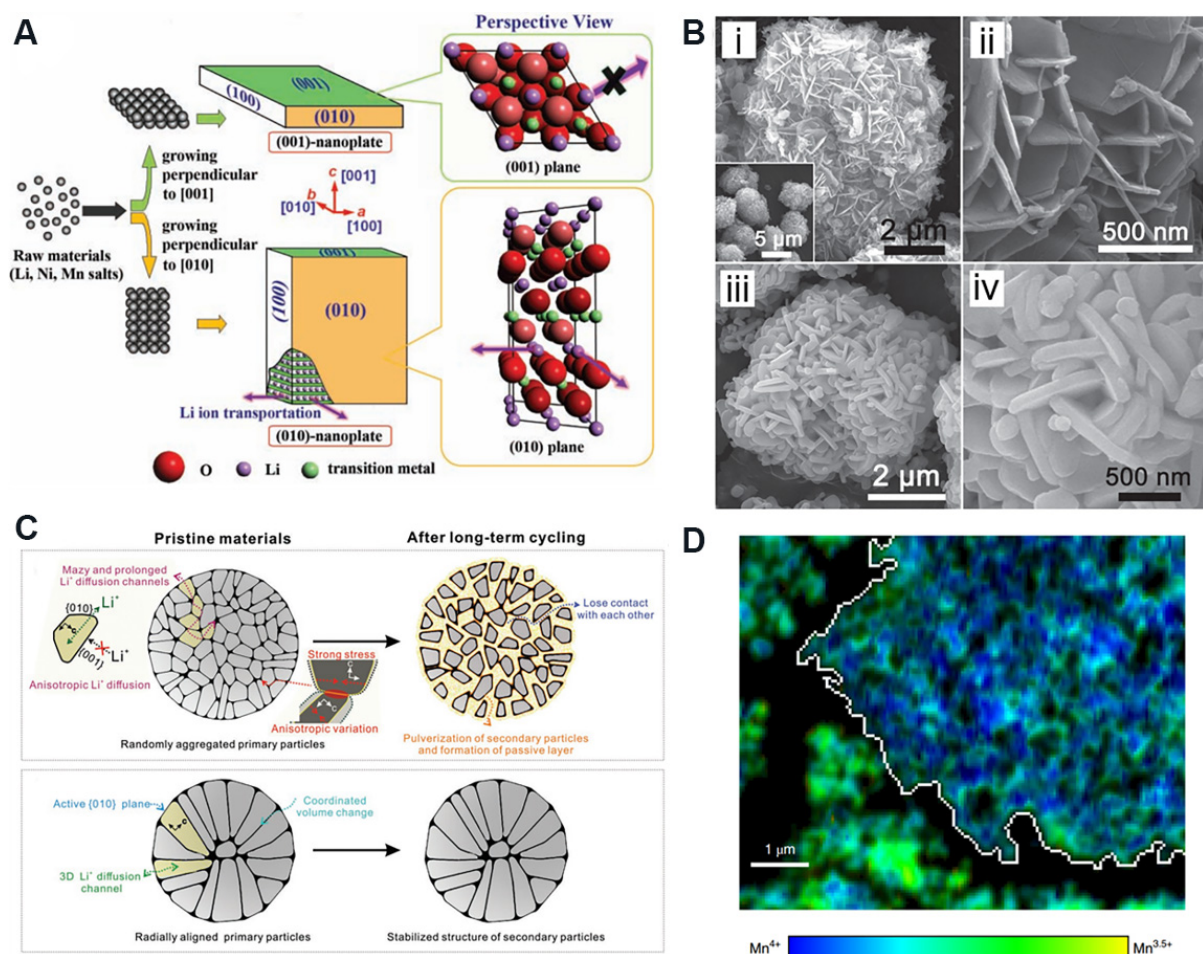 A
Perspective View
(001)
(100)
(010)
(001)-nanoplate
(001) plane
growing
perpendicular
to [001]
growing
perpendicular
to [010]
Raw materials
(Li, Ni, Mn salts)
c
[001]
b
[010]
a
[100]
(001)
(100)
(010)
Li ion transportation
(010)-nanoplate
(010) plane
O
Li
transition metal
B
i
5 µm
2 µm
ii
500 nm
iii
2 µm
iv
500 nm
C
Pristine materials
After long-term cycling
Mazy and prolonged
Li⁺ diffusion channels
{010}
Li⁺
c
{001}
Li⁺
Anisotropic Li⁺ diffusion
Strong stress
c
c
Anisotropic variation
Randomly aggregated primary particles
Lose contact
with each other
Pulverization of secondary particles
and formation of passive layer
Active {010} plane
c
Coordinated
volume change
3D Li⁺ diffusion
channel
Radially aligned primary particles
Stabilized structure of secondary particles
D
1 µm
Mn⁴⁺
Mn³·⁵⁺